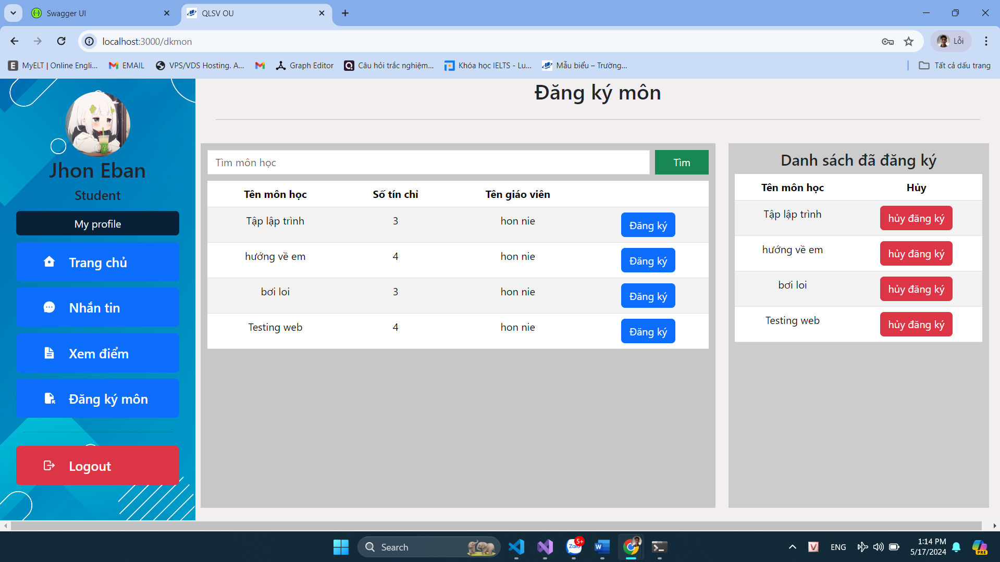 Swagger UI
QLSV OU
localhost:3000/dkmon
Lỗi
MyELT | Online Engli...
EMAIL
VPS/VDS Hosting. A...
Graph Editor
Câu hỏi trắc nghiệm...
Khóa học IELTS - Lu...
Mẫu biểu – Trường...
Tất cả dấu trang
Jhon Eban
Student
My profile
Trang chủ
Nhắn tin
Xem điểm
Đăng ký môn
Logout
Đăng ký môn
Tìm môn học
Tìm
Tên môn học Số tín chỉ Tên giáo viên
Tập lập trình 3 hon nie Đăng ký
hướng về em 4 hon nie Đăng ký
bơi loi 3 hon nie Đăng ký
Testing web 4 hon nie Đăng ký
Danh sách đã đăng ký
Tên môn học Hủy
Tập lập trình hủy đăng ký
hướng về em hủy đăng ký
bơi loi hủy đăng ký
Testing web hủy đăng ký
Search
Zalo
5+
W
V
ENG
1:14 PM
5/17/2024
PRE